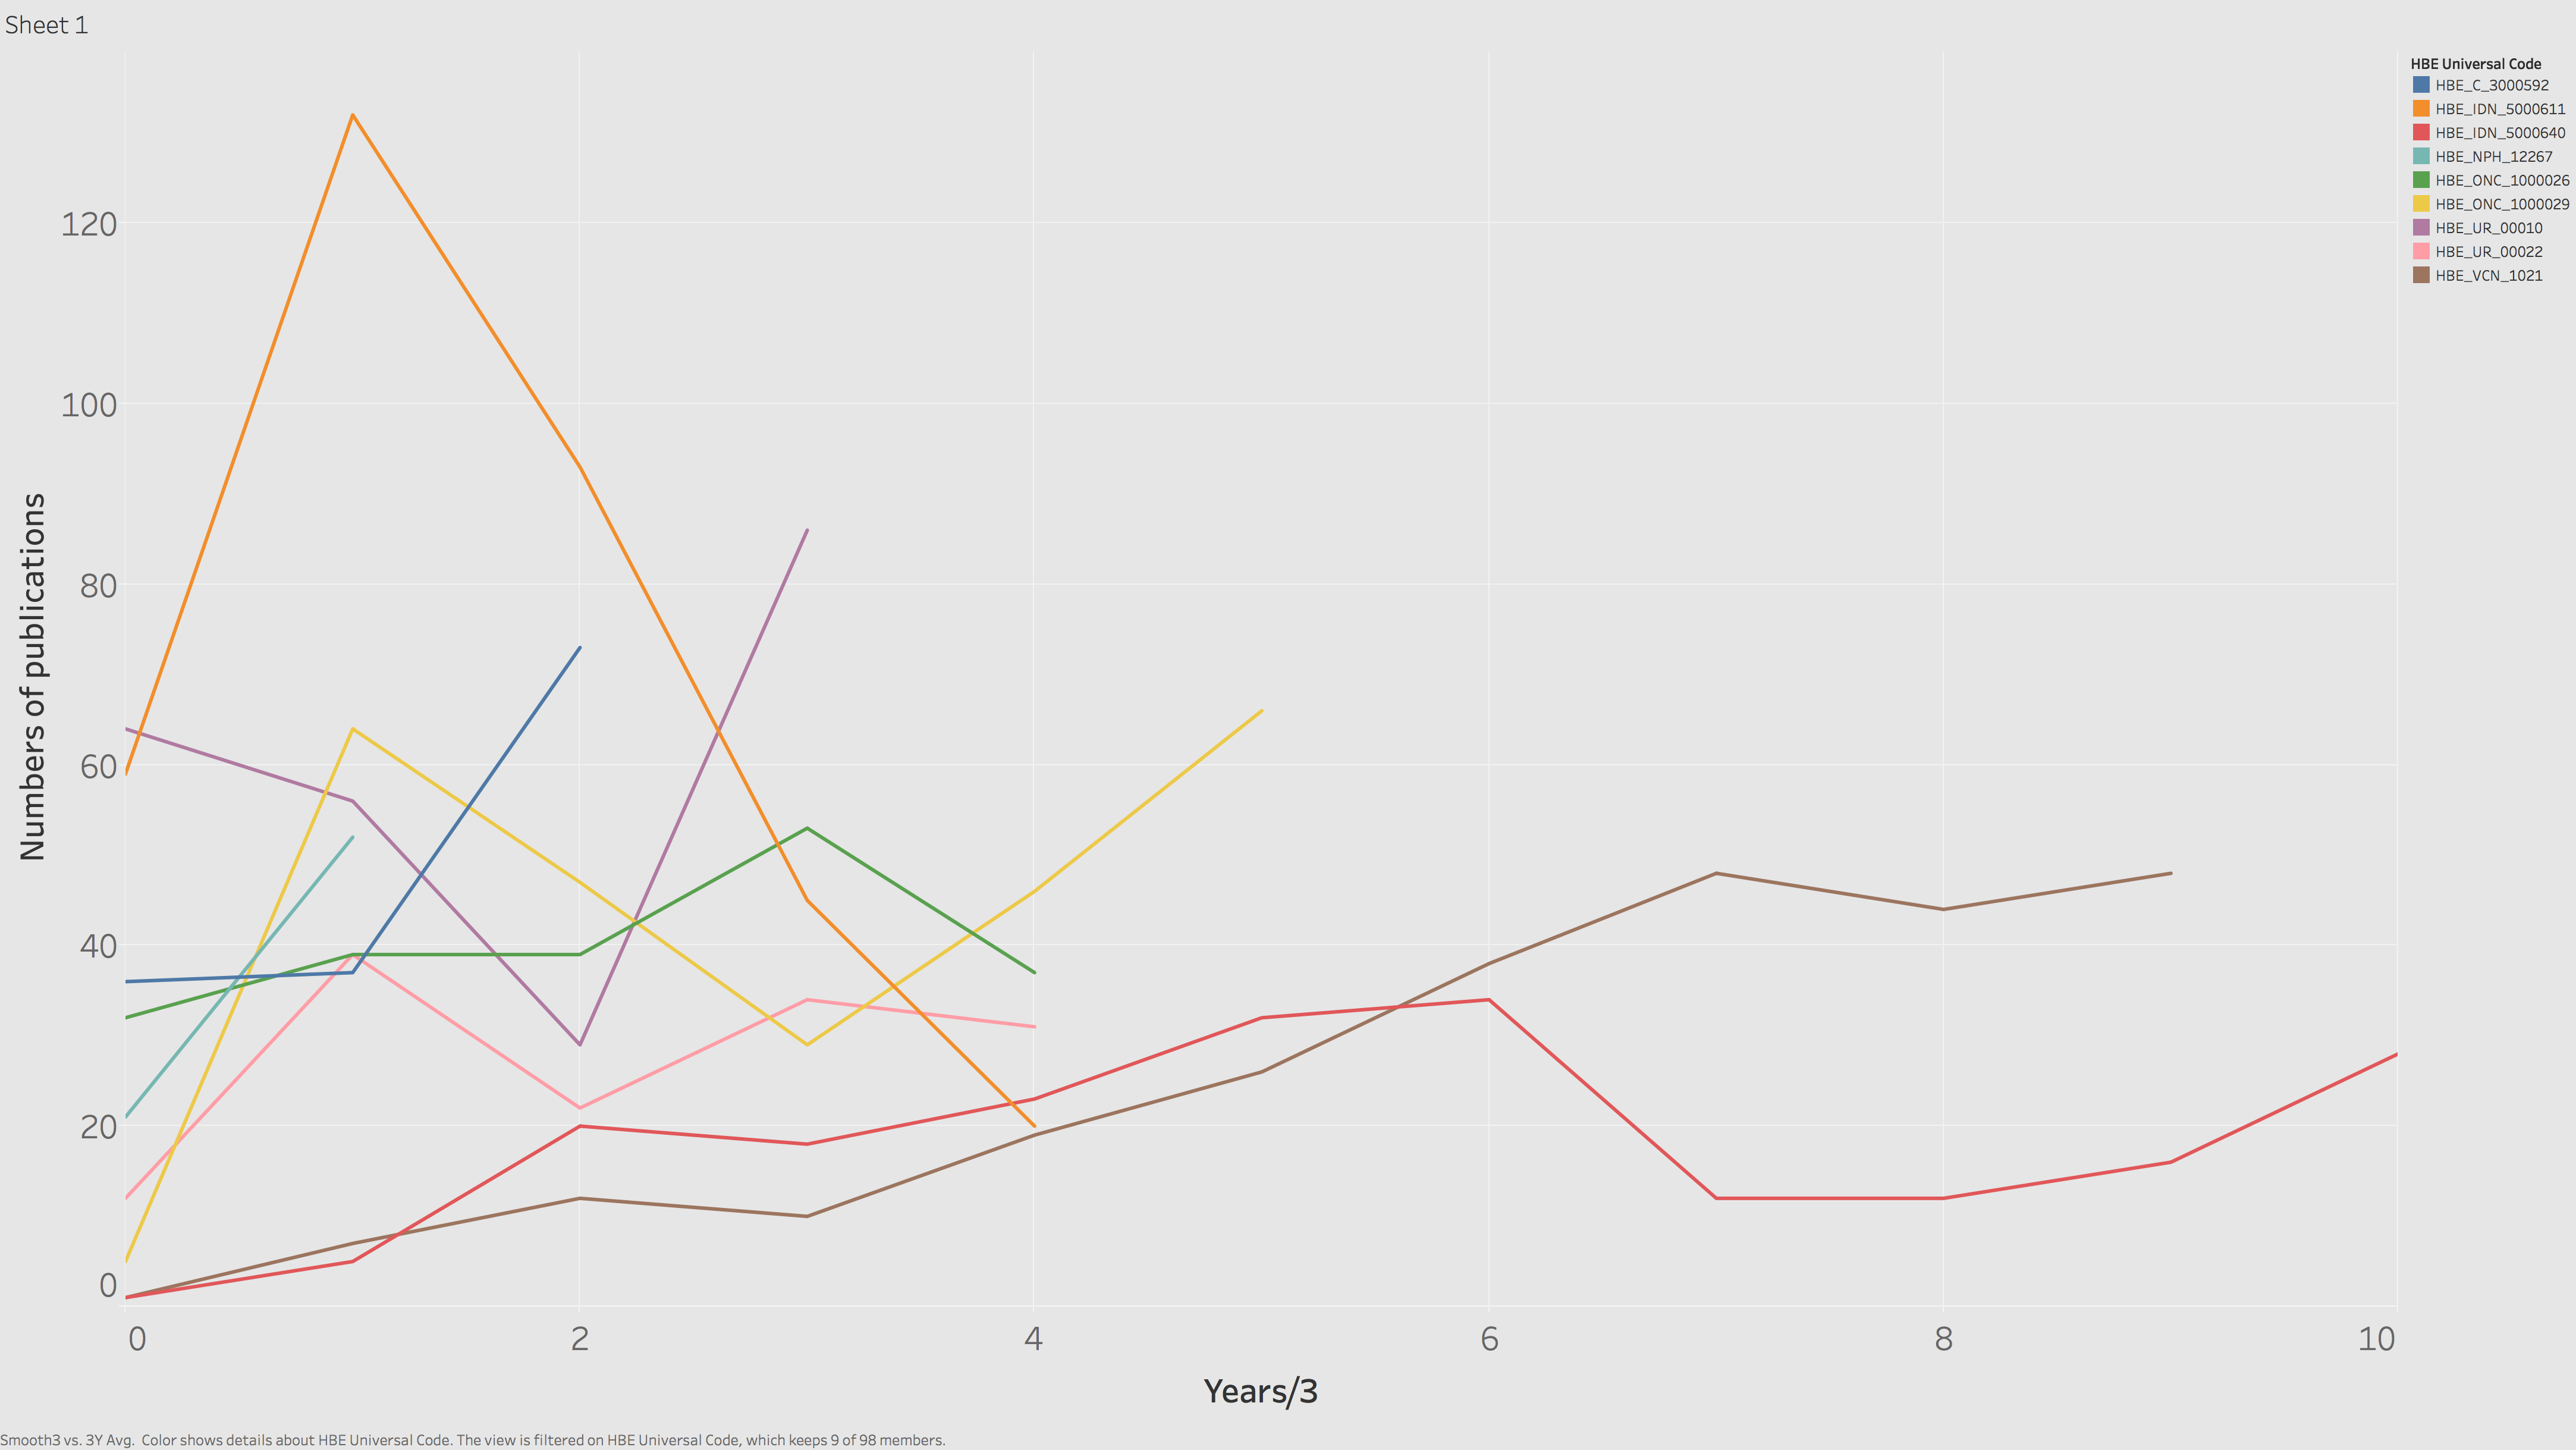 Sheet 1
HBE Universal Code
HBE_C_3000592
HBE_IDN_5000611
HBE_IDN_5000640
HBE_NPH_12267
HBE_ONC_1000026
HBE_ONC_1000029
HBE_UR_00010
HBE_UR_00022
HBE_VCN_1021
Numbers of publications
120
100
80
60
40
20
0
0 2 4 6 8 10
Years/3
Smooth3 vs. 3Y Avg. Color shows details about HBE Universal Code. The view is filtered on HBE Universal Code, which keeps 9 of 98 members.